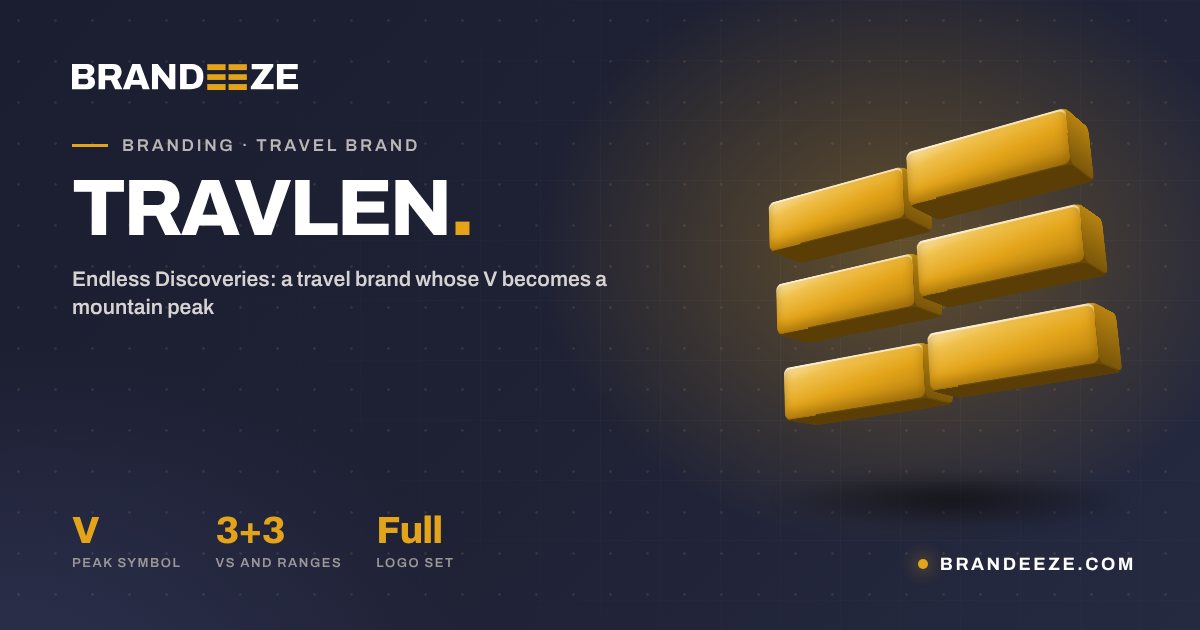 BRANDEEZE
BRANDING · TRAVEL BRAND
TRAVLEN.
Endless Discoveries: a travel brand whose V becomes a
mountain peak
V
PEAK SYMBOL
3+3
VS AND RANGES
Full
LOGO SET
BRANDEEZE.COM